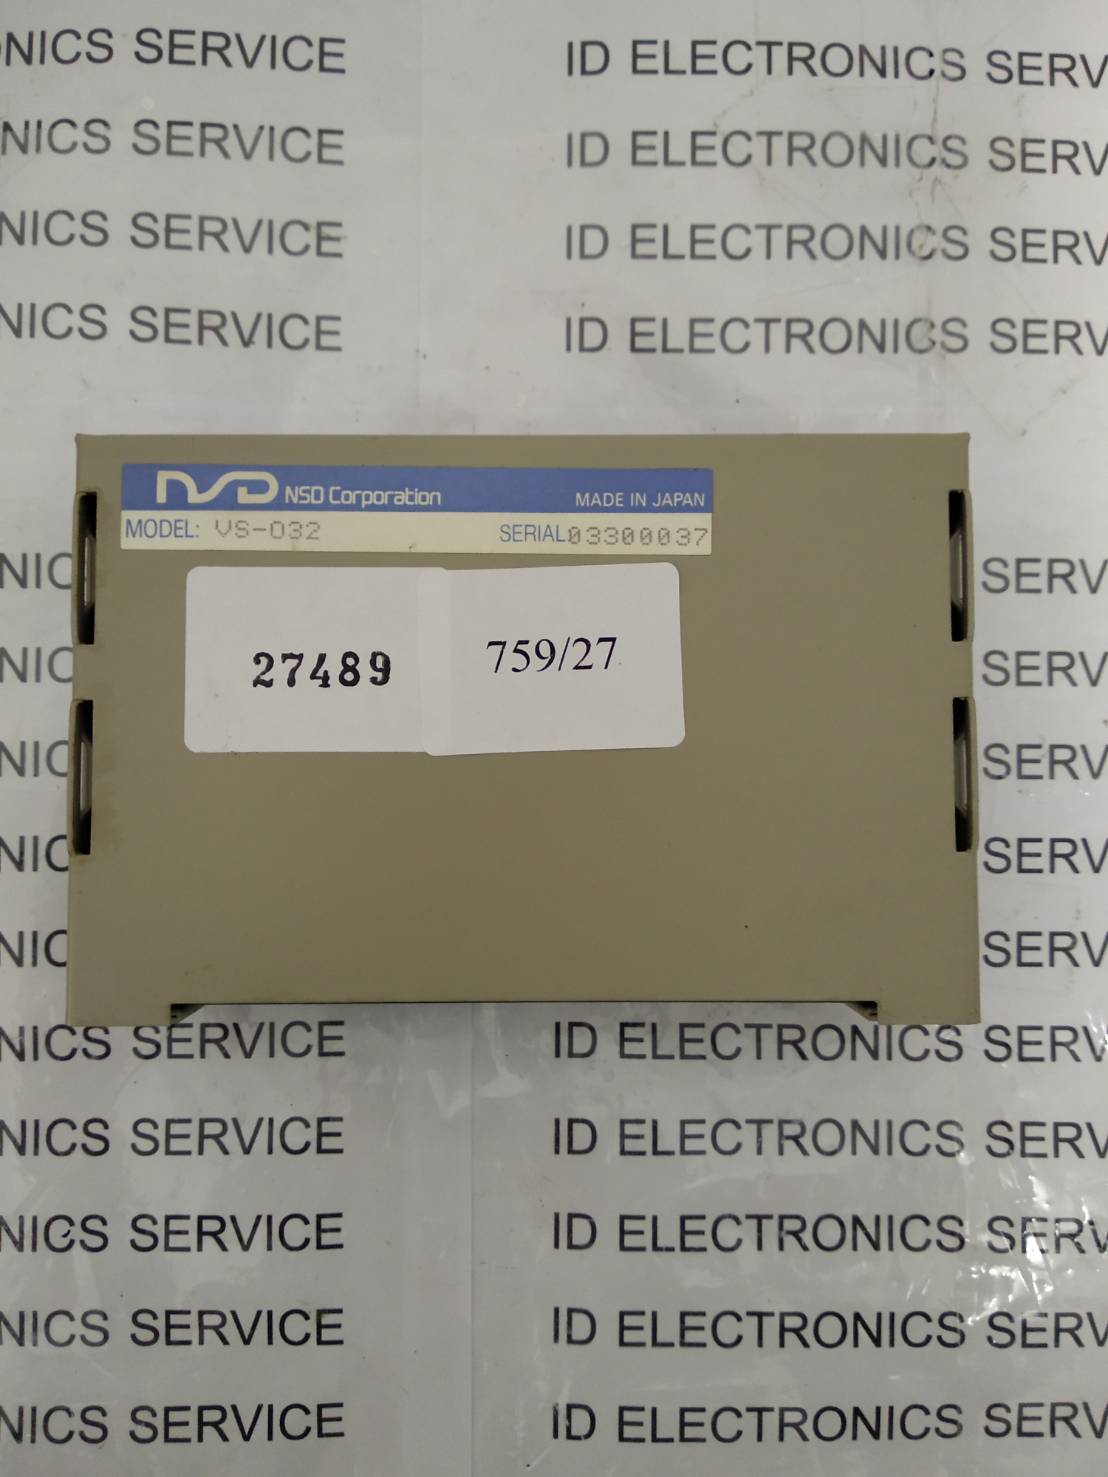 NICS SERVICE ID ELECTRONICS SERV
NICS SERVICE ID ELECTRONICS SERV
NICS SERVICE ID ELECTRONICS SERV
NICS SERVICE ID ELECTRONICS SERV
NSD NSD Corporation MADE IN JAPAN
MODEL: VS-032 SERIAL 03300037
NIC SERV
27489 759/27
NIC SERV
NIC SERV
NIC SERV
NIC SERV
NICS SERVICE ID ELECTRONICS SERV
NICS SERVICE ID ELECTRONICS SERV
NICS SERVICE ID ELECTRONICS SERV
NICS SERVICE ID ELECTRONICS SERV
NICS SERVICE ID ELECTRONICS SERV